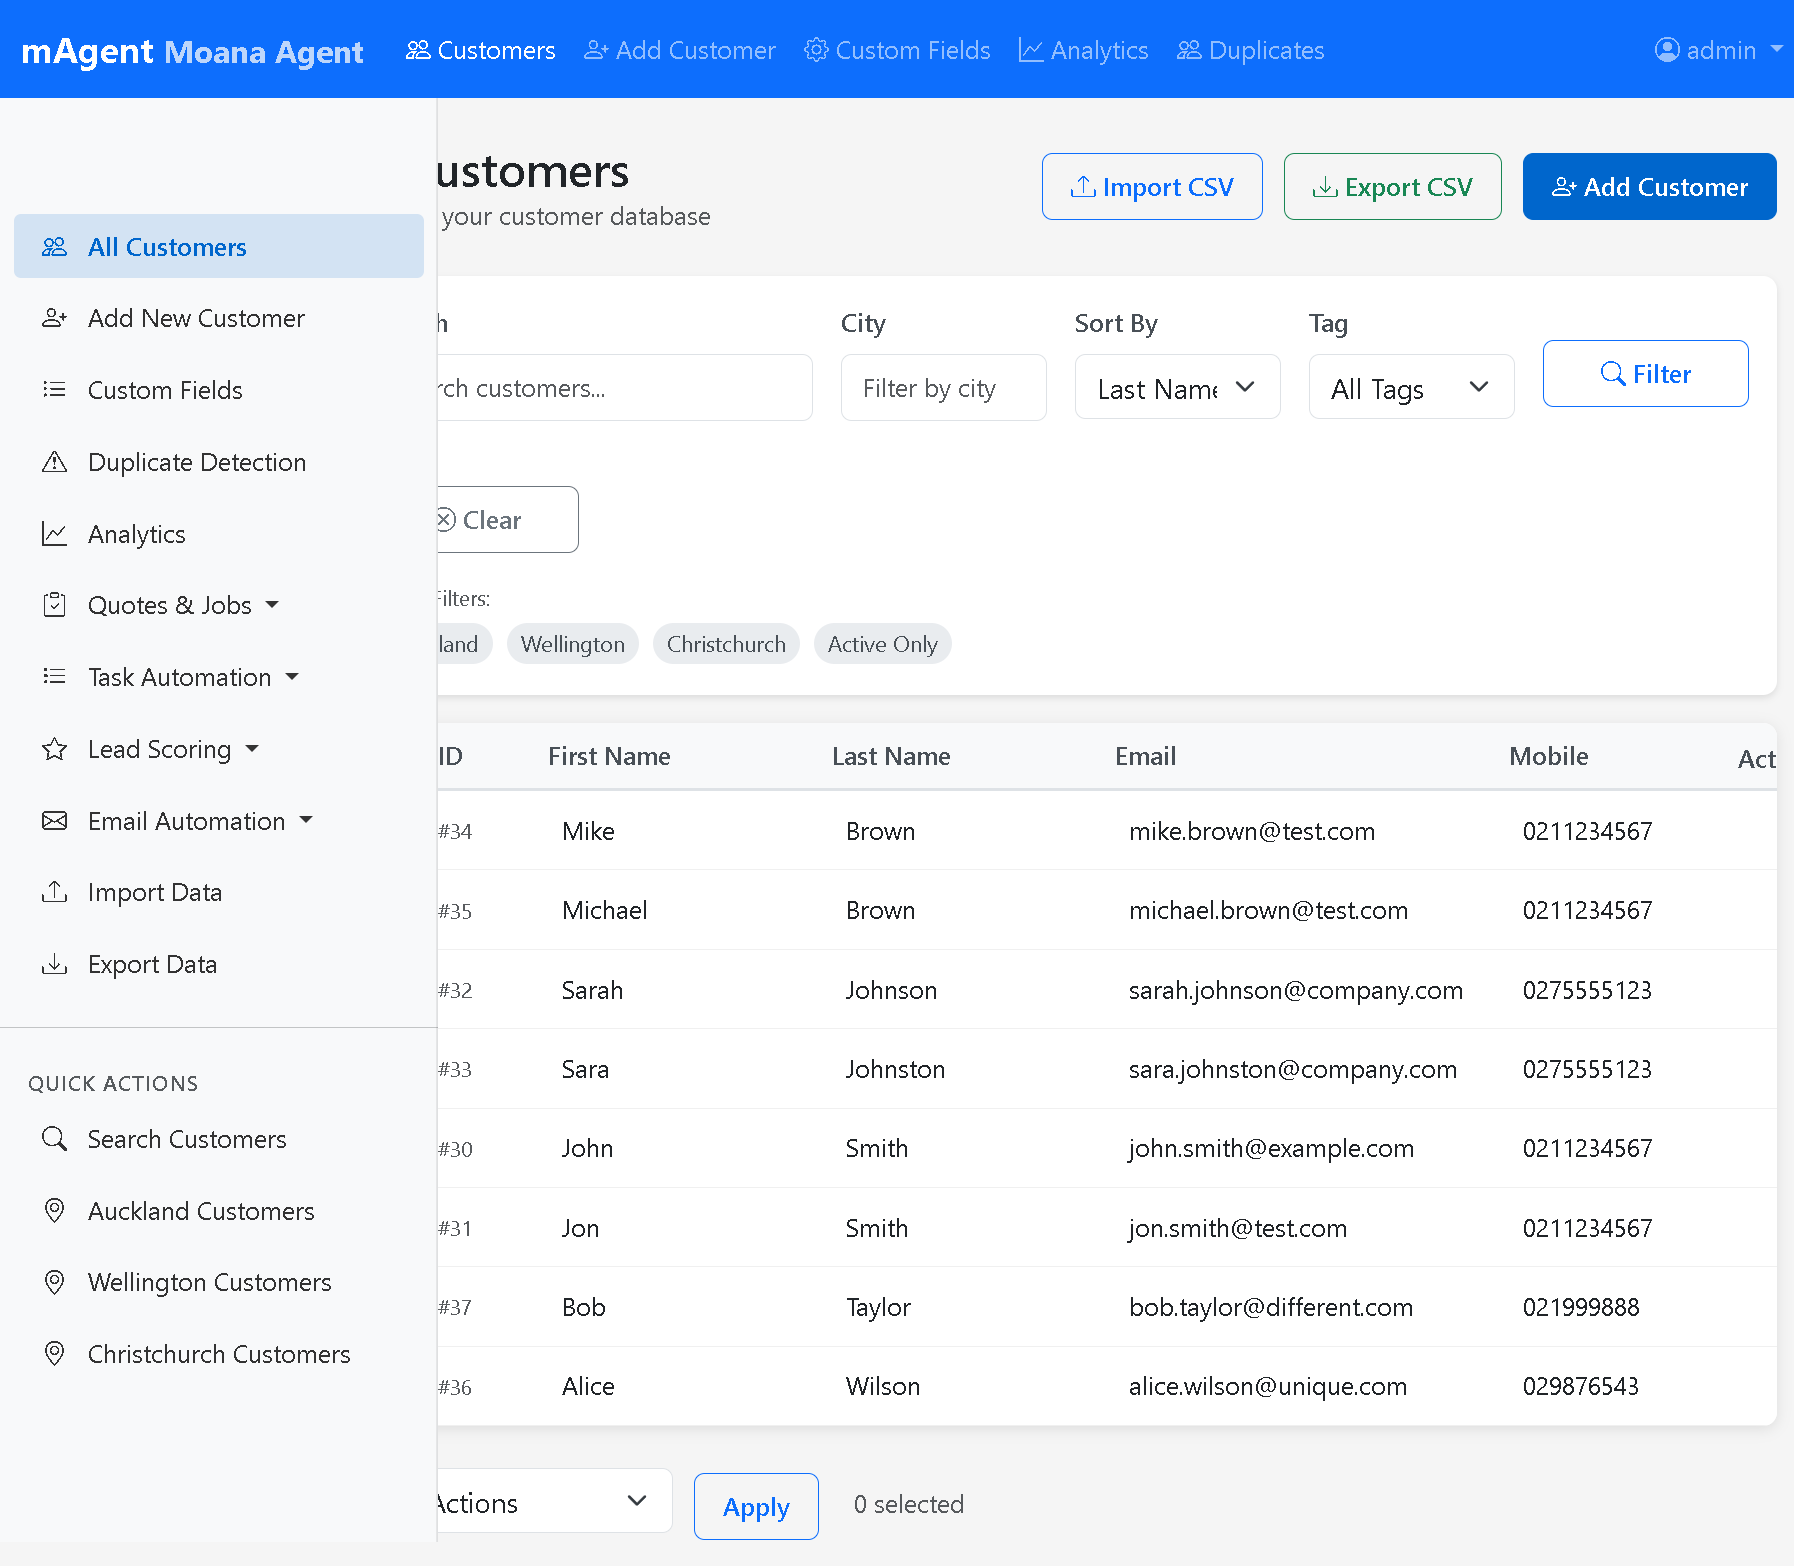 mAgent Moana Agent Customers Add Customer Custom Fields Analytics Duplicates admin
All Customers
Add New Customer
Custom Fields
Duplicate Detection
Analytics
Quotes & Jobs
Task Automation
Lead Scoring
Email Automation
Import Data
Export Data
QUICK ACTIONS
Search Customers
Auckland Customers
Wellington Customers
Christchurch Customers
ustomers
your customer database
Import CSV Export CSV Add Customer
h City Sort By Tag
rch customers... Filter by city Last Name All Tags Filter
Clear
Filters:
land Wellington Christchurch Active Only
ID First Name Last Name Email Mobile Act
#34 Mike Brown mike.brown@test.com 0211234567
#35 Michael Brown michael.brown@test.com 0211234567
#32 Sarah Johnson sarah.johnson@company.com 0275555123
#33 Sara Johnston sara.johnston@company.com 0275555123
#30 John Smith john.smith@example.com 0211234567
#31 Jon Smith jon.smith@test.com 0211234567
#37 Bob Taylor bob.taylor@different.com 021999888
#36 Alice Wilson alice.wilson@unique.com 029876543
Actions Apply 0 selected